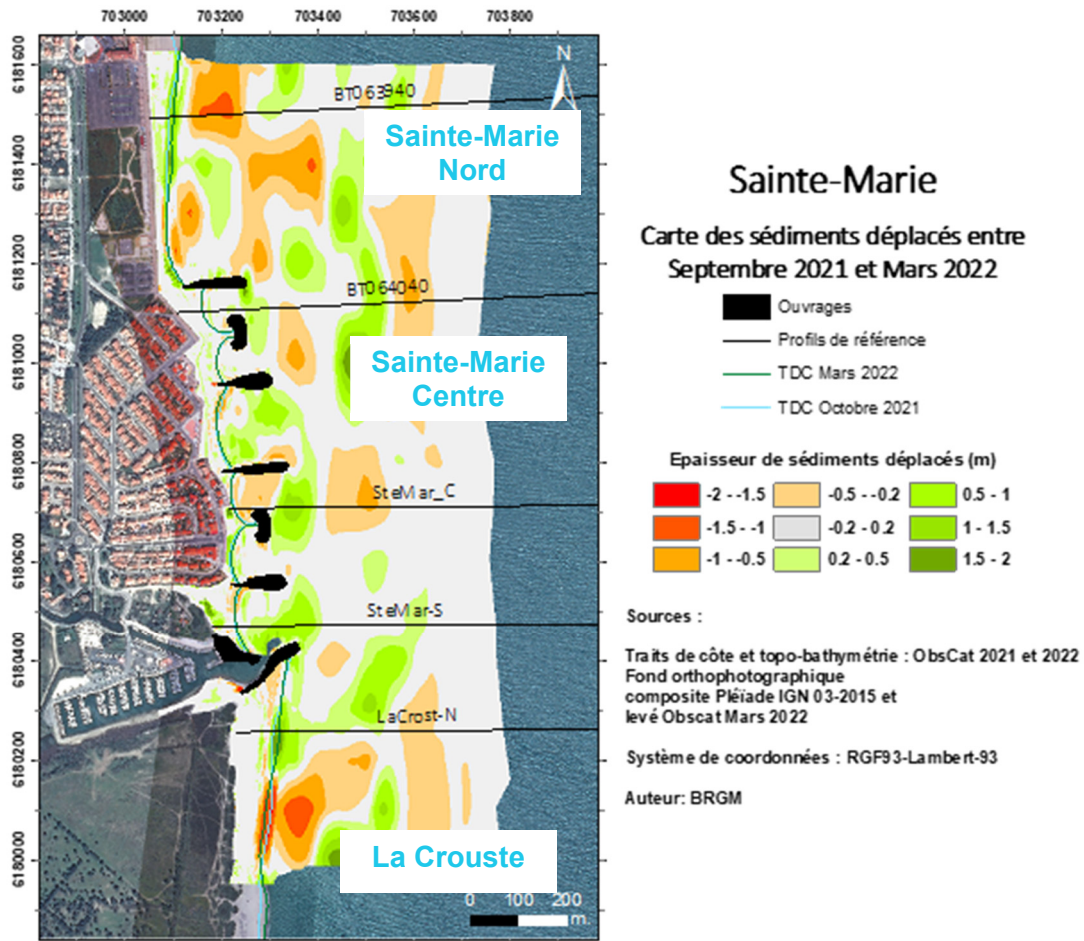 703000 703200 703400 703600 703800
6181600
6181400
6181200
6181000
6180800
6180600
6180400
6180200
6180000
N
BT063940
Sainte-Marie
Nord
BT064040
Sainte-Marie
Centre
SteMar_C
SteMar-S
LaCrost-N
La Crouste
0 100 200
m.
Sainte-Marie
Carte des sédiments déplacés entre
Septembre 2021 et Mars 2022
Ouvrages
Profils de référence
TDC Mars 2022
TDC Octobre 2021
Epaisseur de sédiments déplacés (m)
-2 - -1.5 -0.5 - -0.2 0.5 - 1
-1.5 - -1 -0.2 - 0.2 1 - 1.5
-1 - -0.5 0.2 - 0.5 1.5 - 2
Sources :
Traits de côte et topo-bathymétrie : ObsCat 2021 et 2022
Fond orthophotographique
composite Pléïade IGN 03-2015 et
levé Obscat Mars 2022
Système de coordonnées : RGF93-Lambert-93
Auteur: BRGM